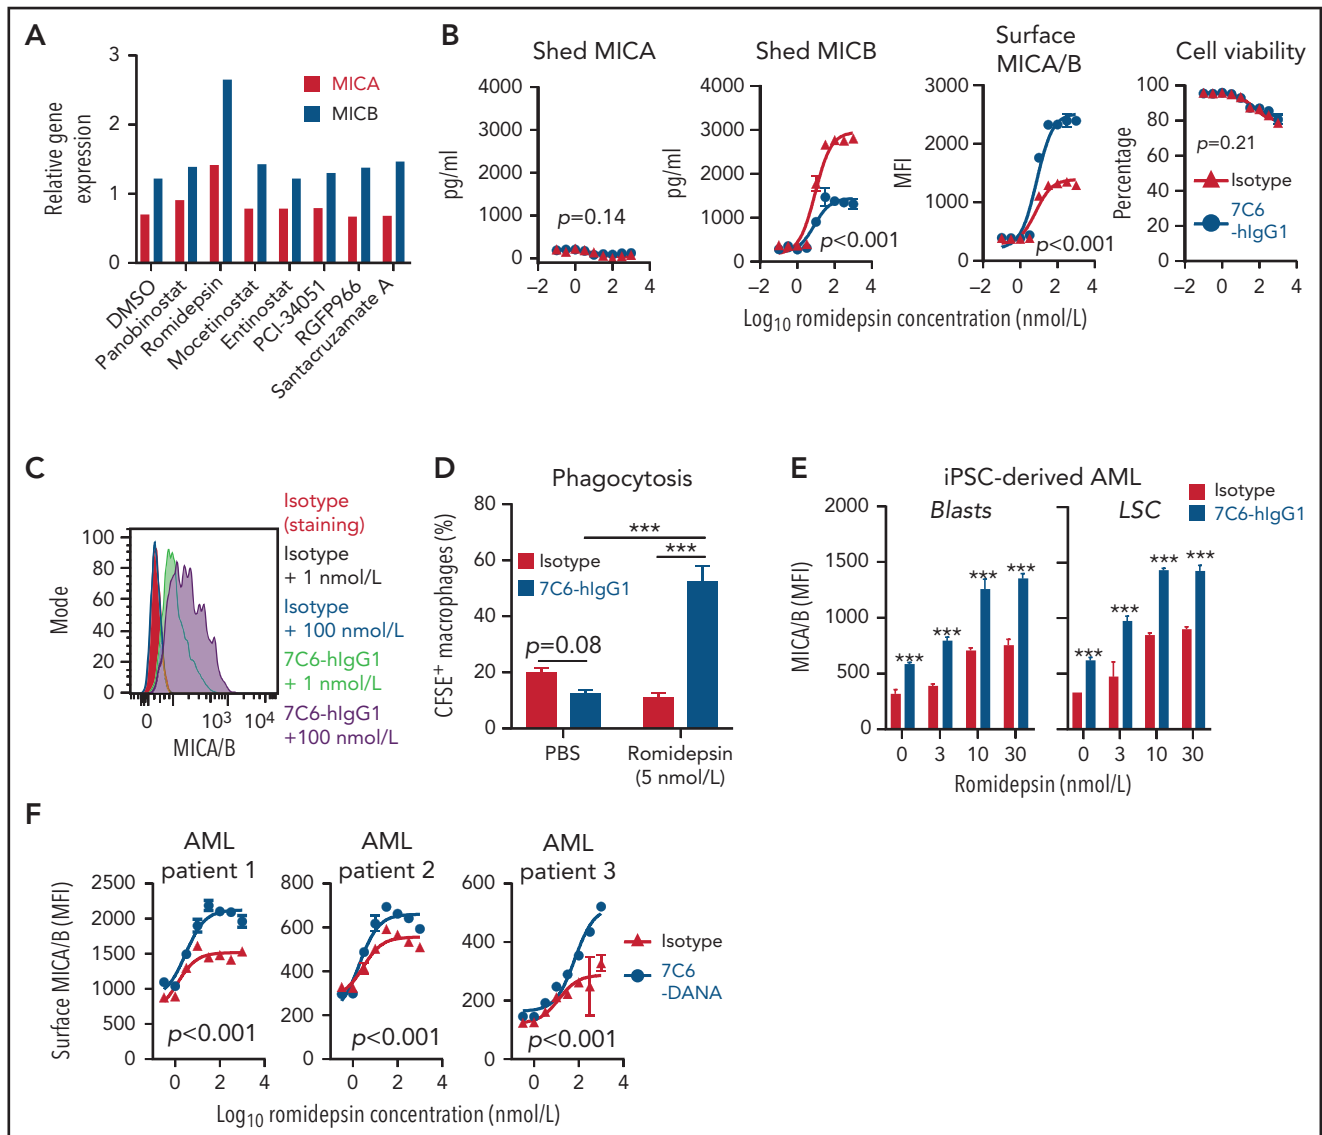 A
3
2
1
0
Relative gene
expression
MICA
MICB
DMSO
Panobinostat
Romidepsin
Mocetinostat
Entinostat
PCI-34051
RGFP966
Santacruzamate A
B
Shed MICA
4000
3000
2000
1000
0
pg/ml
p=0.14
−2 0 2 4
Shed MICB
4000
3000
2000
1000
0
pg/ml
p<0.001
−2 0 2 4
Surface
MICA/B
3000
2000
1000
0
MFI
p<0.001
−2 0 2 4
Cell viability
100
80
60
40
20
0
Percentage
p=0.21
Isotype
7C6
-hIgG1
−2 0 2 4
Log10 romidepsin concentration (nmol/L)
C
100
80
60
40
20
0
Mode
0 10³ 10⁴
MICA/B
Isotype
(staining)
Isotype
+ 1 nmol/L
Isotype
+ 100 nmol/L
7C6-hIgG1
+ 1 nmol/L
7C6-hIgG1
+100 nmol/L
D
Phagocytosis
80
60
40
20
0
CFSE+ macrophages (%)
***
***
Isotype
7C6-hIgG1
p=0.08
PBS
Romidepsin
(5 nmol/L)
E
iPSC-derived AML
Isotype
7C6-hIgG1
Blasts
LSC
2000
1500
1000
500
0
MICA/B (MFI)
*** *** *** ***
*** *** *** ***
0 3 10 30
0 3 10 30
Romidepsin (nmol/L)
F
AML
patient 1
2500
2000
1500
1000
500
0
Surface MICA/B (MFI)
p<0.001
0 2 4
AML
patient 2
800
600
400
200
0
p<0.001
0 2 4
AML
patient 3
600
400
200
0
p<0.001
0 2 4
Isotype
7C6
-DANA
Log10 romidepsin concentration (nmol/L)